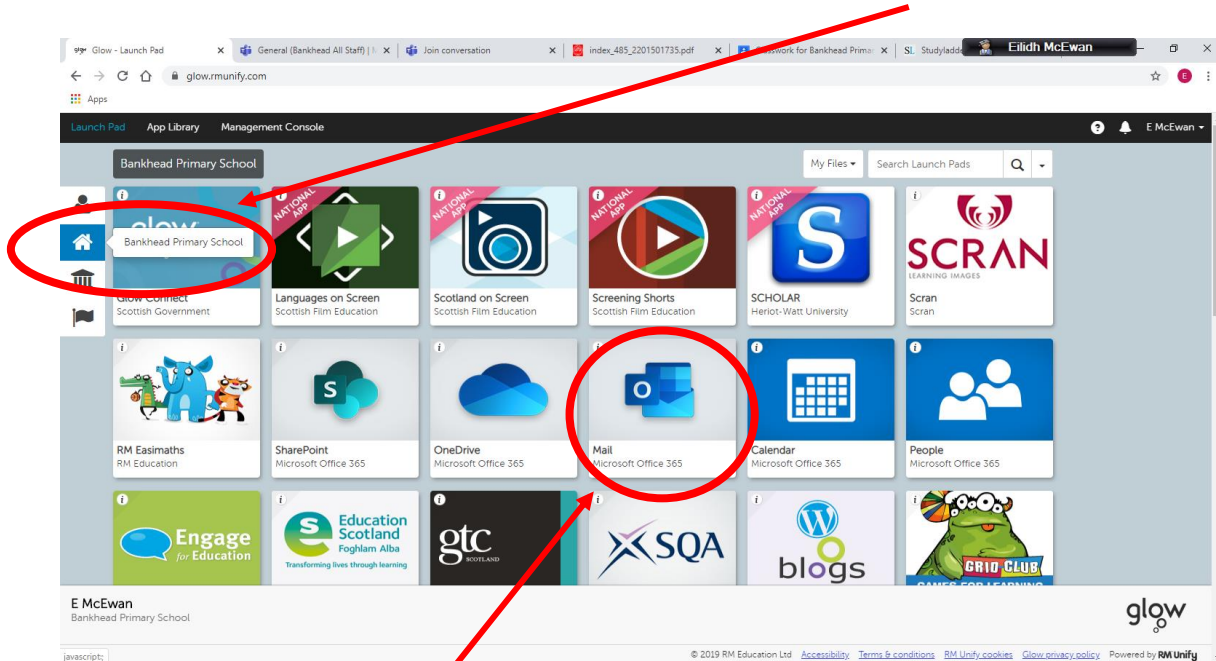 Glow - Launch Pad
General (Bankhead All Staff) |
Join conversation
index_485_2201501735.pdf
Classwork for Bankhead Primar
SL Studyladde
Eilidh McEwan
glow.rmunify.com
E
Apps
Launch Pad App Library Management Console
E McEwan
Bankhead Primary School
My Files
Search Launch Pads
NATIONAL APP
NATIONAL APP
NATIONAL APP
NATIONAL APP
glow
Bankhead Primary School
S
SCRAN
LEARNING IMAGES
Glow Connect
Scottish Government
Languages on Screen
Scottish Film Education
Scotland on Screen
Scottish Film Education
Screening Shorts
Scottish Film Education
SCHOLAR
Heriot-Watt University
Scran
Scran
S
O
RM Easimaths
RM Education
SharePoint
Microsoft Office 365
OneDrive
Microsoft Office 365
Mail
Microsoft Office 365
Calendar
Microsoft Office 365
People
Microsoft Office 365
Engage
for Education
Education
Scotland
Foghlam Alba
Transforming lives through learning
gtc
SCOTLAND
SQA
blogs
GRID CLUB
GAMES FOR LEARNING
E McEwan
Bankhead Primary School
glow
javascript:;
© 2019 RM Education Ltd Accessibility Terms & conditions RM Unify cookies Glow privacy policy Powered by RM Unify